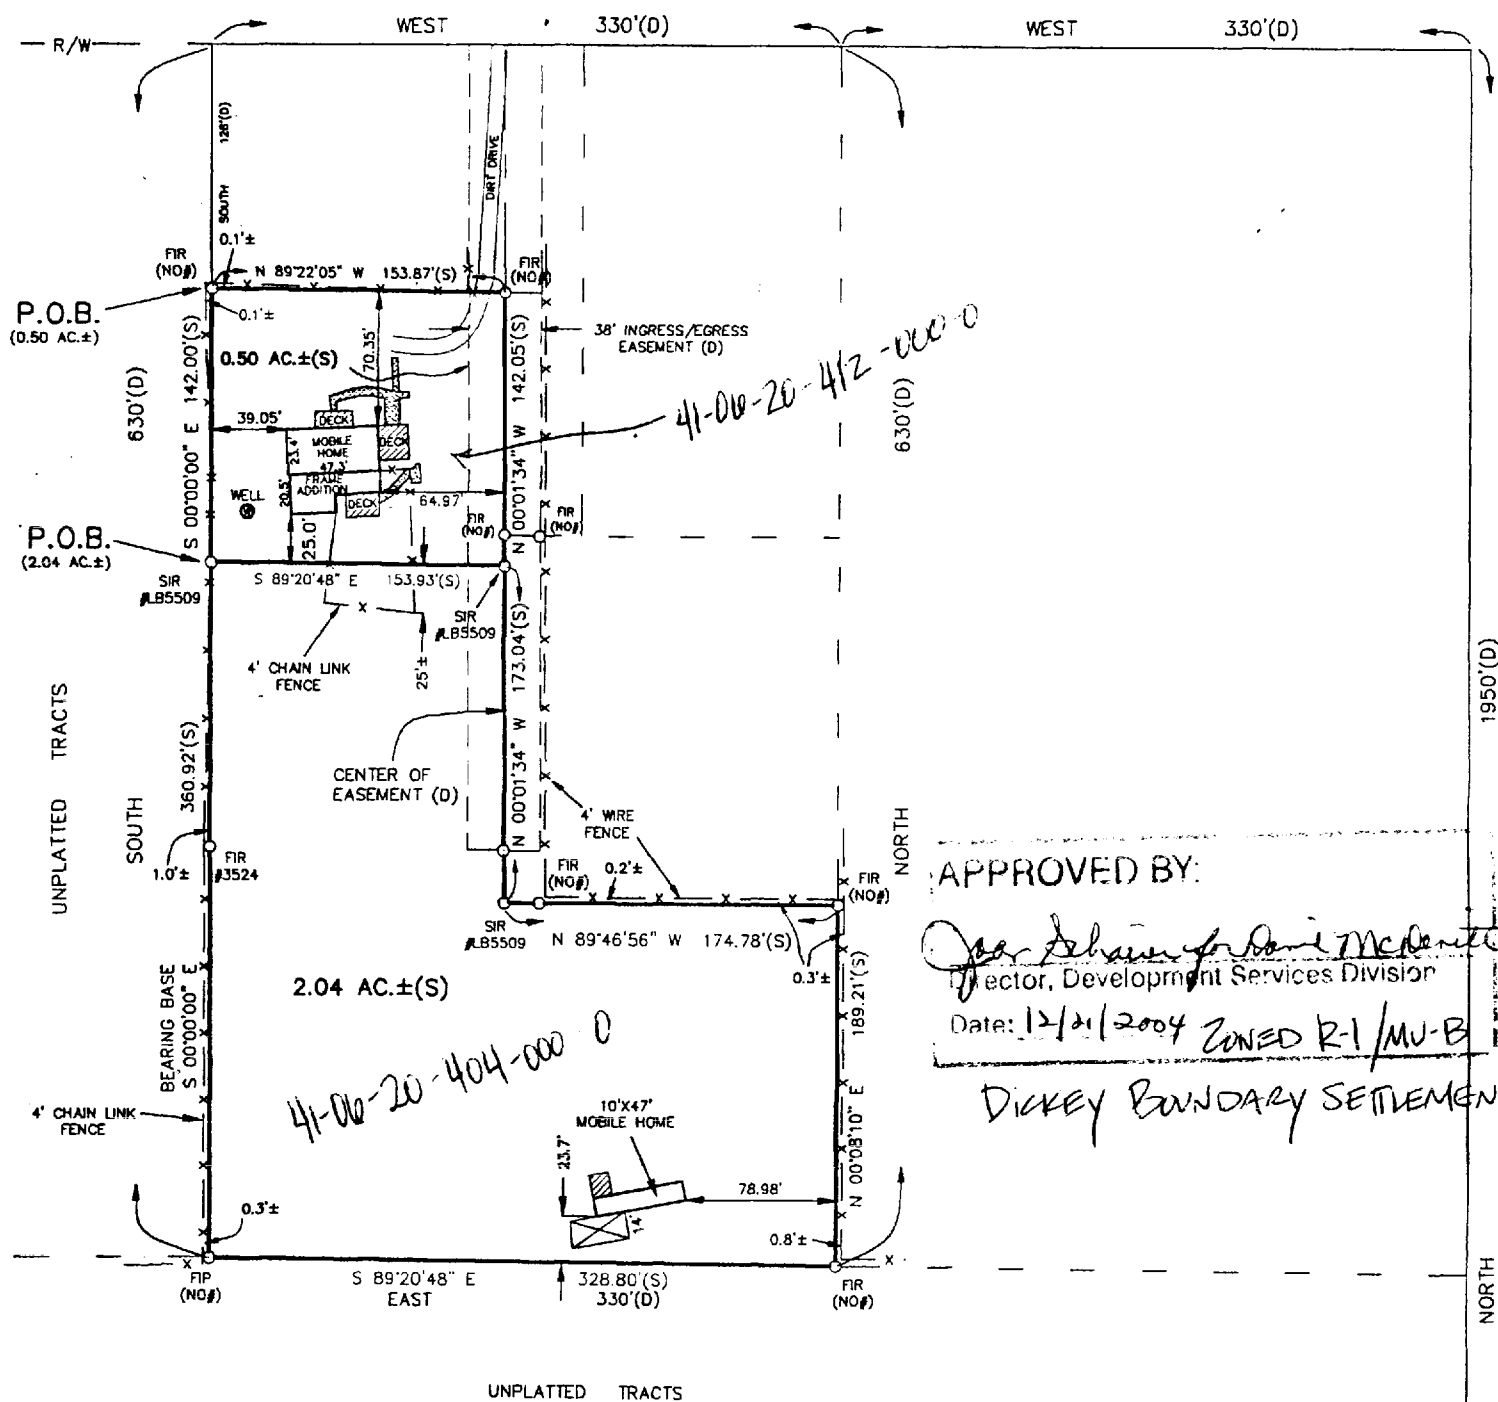 WEST 330'(D) WEST 330'(D)
R/W
SOUTH 126'(D)
DIRT DRIVE
0.1'±
FIR
(NO#)
N 89°22'05" W 153.87'(S)
FIR
(NO#)
P.O.B.
(0.50 AC.±)
0.1'±
38' INGRESS/EGRESS
EASEMENT (D)
0.50 AC.±(S)
70.35'
S 00°00'00" E 142.00'(S)
N 00°01'34" W 142.05'(S)
630'(D)
630'(D)
41-06-20-412-000-0
39.05'
DECK
MOBILE
HOME
47.3'
23.4'
DECK
FRAME
ADDITION
20.5'
DECK
64.97'
WELL
25.0'
FIR
(NO#)
FIR
(NO#)
P.O.B.
(2.04 AC.±)
S 89°20'48" E 153.93'(S)
SIR
#LB5509
SIR
#LB5509
4' CHAIN LINK
FENCE
25'±
N 00°01'34" W 173.04'(S)
UNPLATTED TRACTS
360.92'(S)
1950'(D)
CENTER OF
EASEMENT (D)
4' WIRE
FENCE
SOUTH
NORTH
1.0'±
FIR
#3524
FIR
(NO#)
0.2'±
FIR
(NO#)
SIR
#LB5509
N 89°46'56" W 174.78'(S)
0.3'±
APPROVED BY:
Director, Development Services Division
Date: 12/21/2004 ZONED R-1/MU-B
DICKEY BOUNDARY SETTLEMEN
BEARING BASE
S 00°00'00" E
2.04 AC.±(S)
41-06-20-404-000 0
N 00°08'10" E 189.21'(S)
4' CHAIN LINK
FENCE
10'X47'
MOBILE HOME
23.7'
14'
78.98'
0.3'±
0.8'±
FIP
(NO#)
S 89°20'48" E 328.80'(S)
EAST 330'(D)
FIR
(NO#)
NORTH
UNPLATTED TRACTS